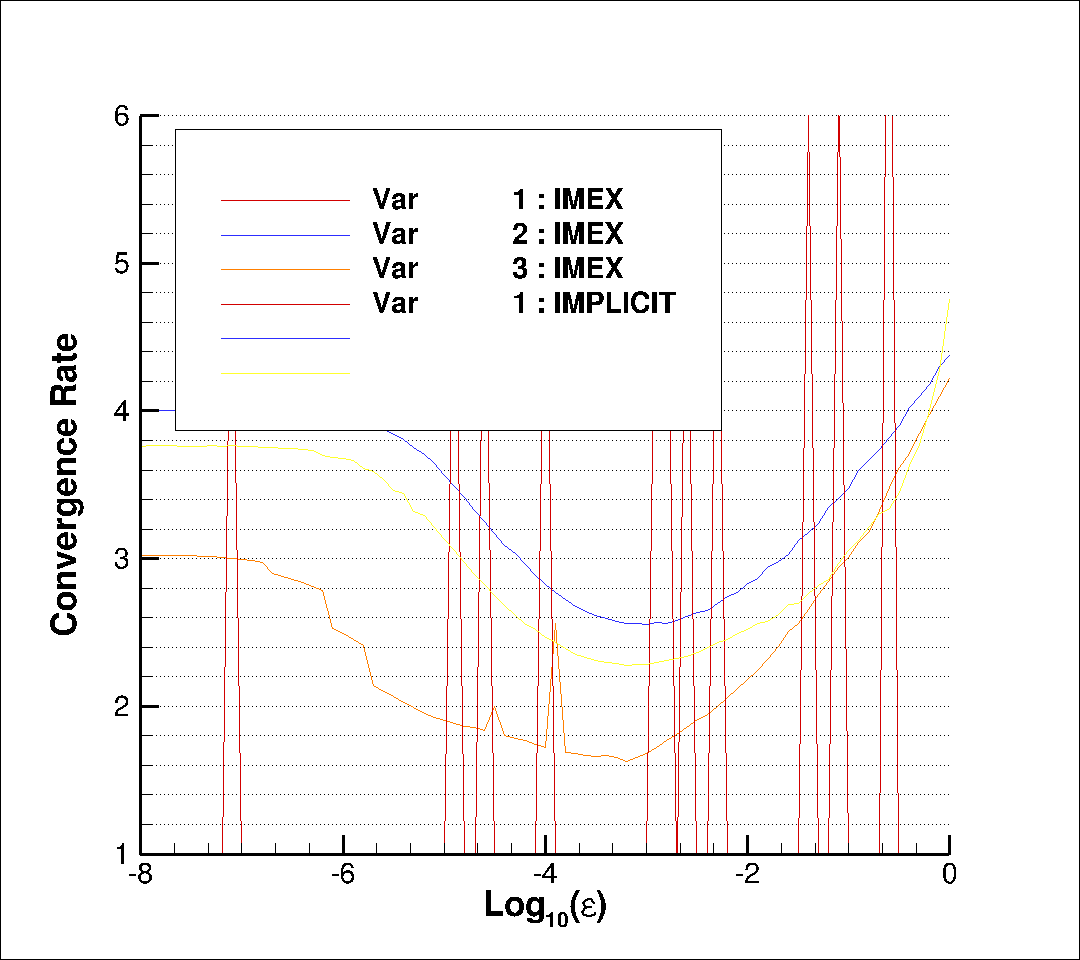 6
Var 1 : IMEX
Var 2 : IMEX
Var 3 : IMEX
Var 1 : IMPLICIT
5
4
3
2
1
Convergence Rate
-8 -6 -4 -2 0
Log10(ε)